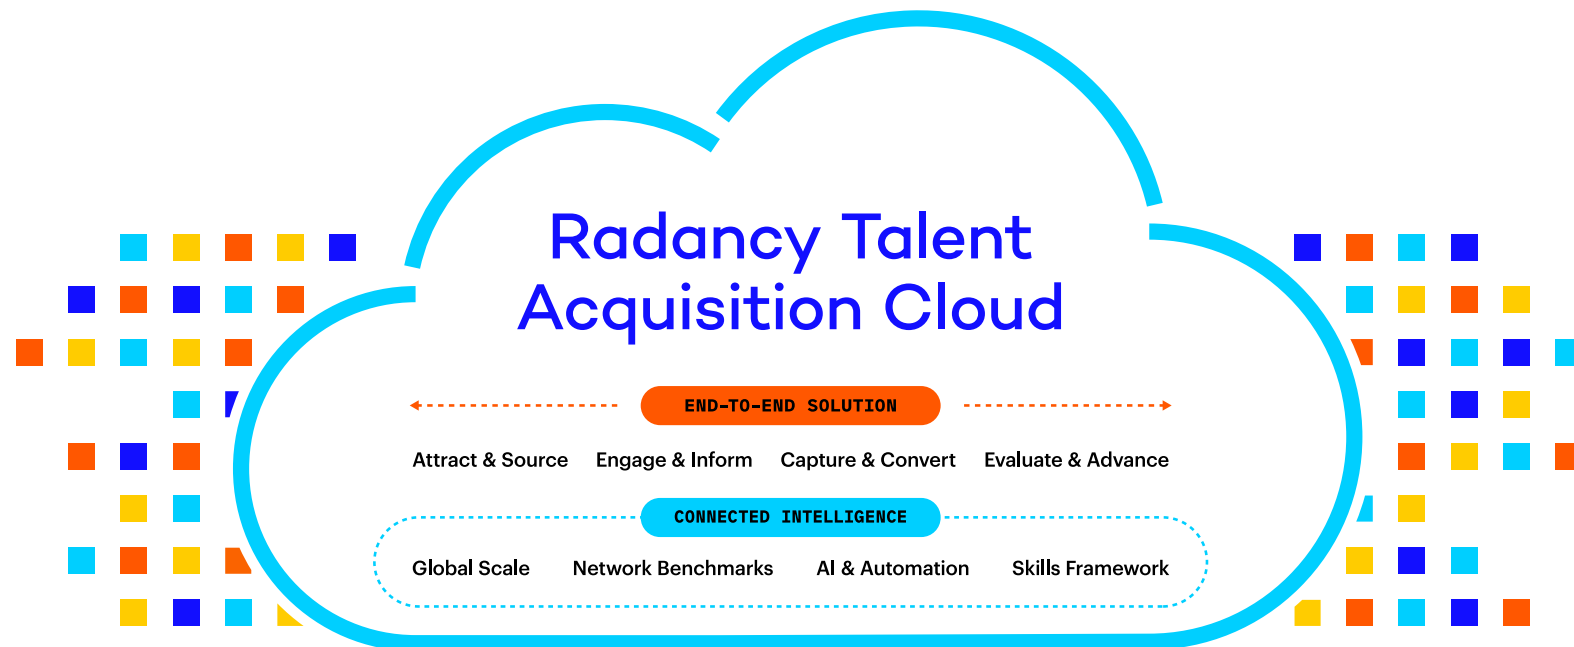 Radancy Talent
Acquisition Cloud
END-TO-END SOLUTION
Attract & Source Engage & Inform Capture & Convert Evaluate & Advance
CONNECTED INTELLIGENCE
Global Scale Network Benchmarks AI & Automation Skills Framework